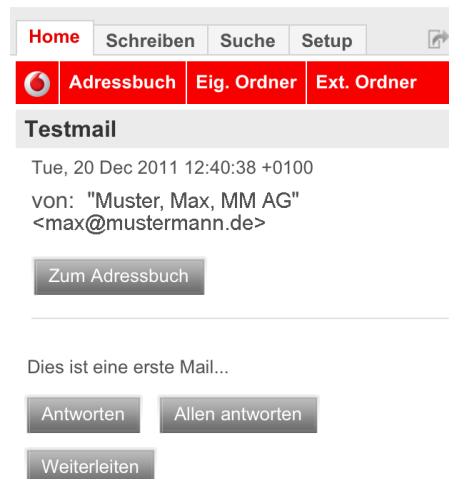 Home Schreiben Suche Setup
Adressbuch Eig. Ordner Ext. Ordner
Testmail
Tue, 20 Dec 2011 12:40:38 +0100
von: "Muster, Max, MM AG"
<max@mustermann.de>
Zum Adressbuch
Dies ist eine erste Mail...
Antworten Allen antworten
Weiterleiten